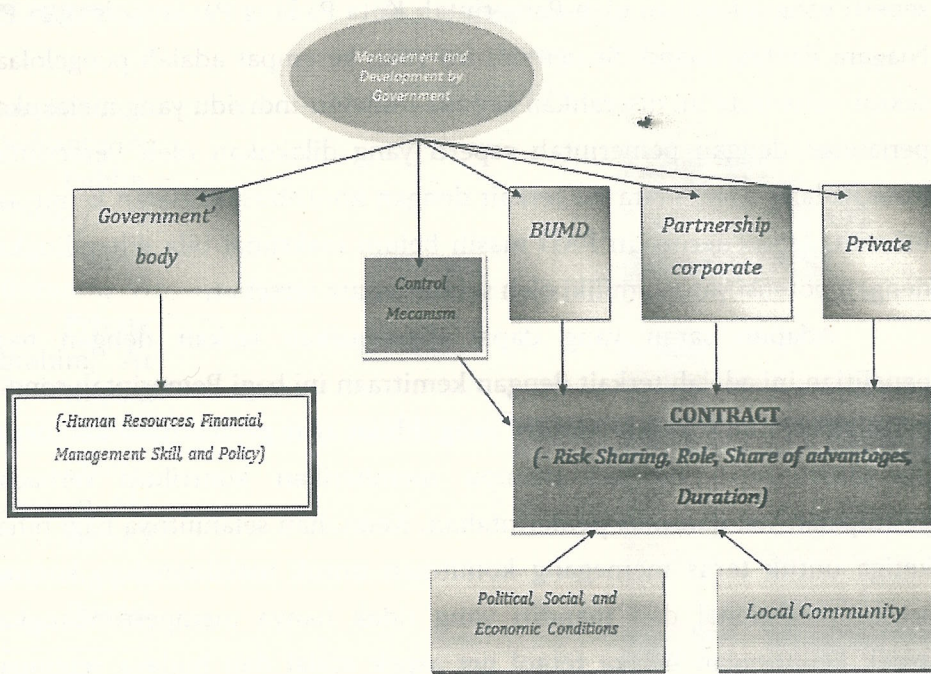 Management and
Development by
Government
Government'
body
Control
Mecanism
BUMD
Partnership
corporate
Private
(-Human Resources, Financial,
Management Skill, and Policy)
CONTRACT
(- Risk Sharing, Role, Share of advantages,
Duration)
Political, Social, and
Economic Conditions
Local Community